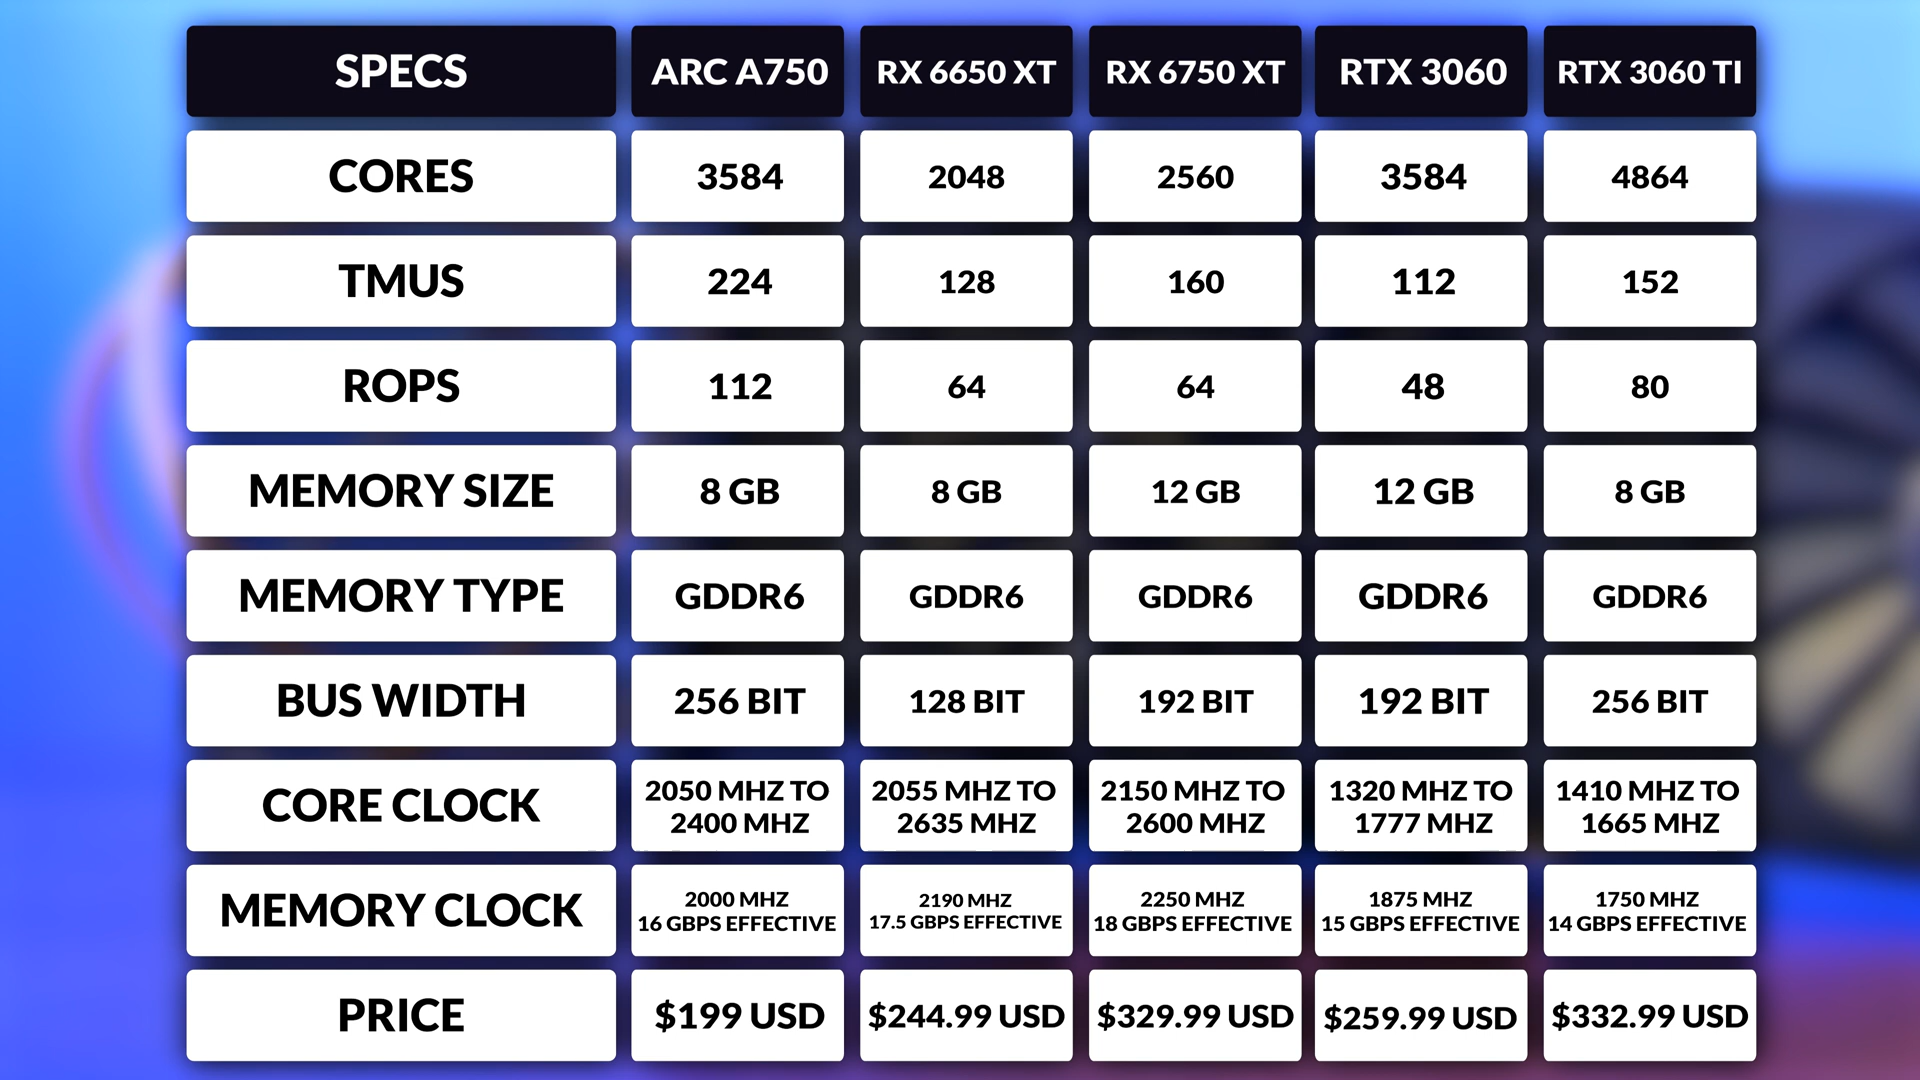 SPECS ARC A750 RX 6650 XT RX 6750 XT RTX 3060 RTX 3060 TI
CORES 3584 2048 2560 3584 4864
TMUS 224 128 160 112 152
ROPS 112 64 64 48 80
MEMORY SIZE 8 GB 8 GB 12 GB 12 GB 8 GB
MEMORY TYPE GDDR6 GDDR6 GDDR6 GDDR6 GDDR6
BUS WIDTH 256 BIT 128 BIT 192 BIT 192 BIT 256 BIT
CORE CLOCK
2050 MHZ TO
2400 MHZ
2055 MHZ TO
2635 MHZ
2150 MHZ TO
2600 MHZ
1320 MHZ TO
1777 MHZ
1410 MHZ TO
1665 MHZ
MEMORY CLOCK
2000 MHZ
16 GBPS EFFECTIVE
2190 MHZ
17.5 GBPS EFFECTIVE
2250 MHZ
18 GBPS EFFECTIVE
1875 MHZ
15 GBPS EFFECTIVE
1750 MHZ
14 GBPS EFFECTIVE
PRICE $199 USD $244.99 USD $329.99 USD $259.99 USD $332.99 USD